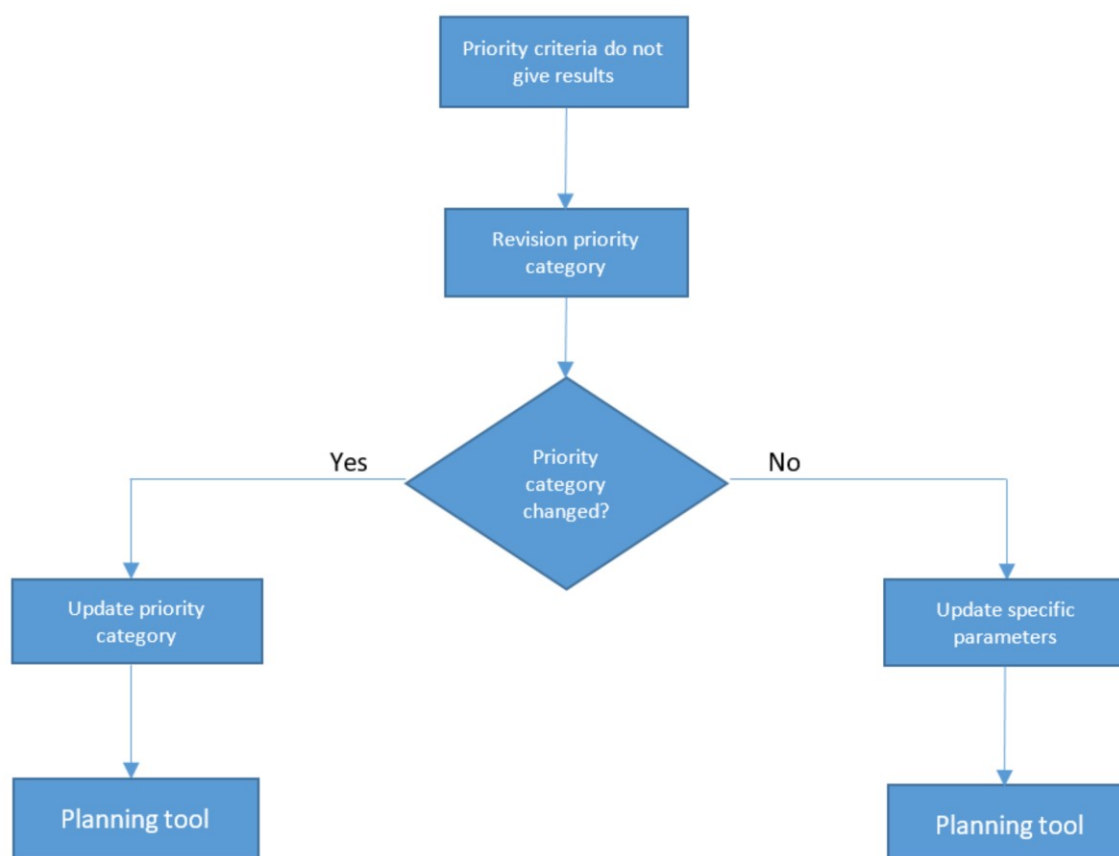 Priority criteria do not
give results
Revision priority
category
Yes
Priority
category
changed?
No
Update priority
category
Update specific
parameters
Planning tool
Planning tool